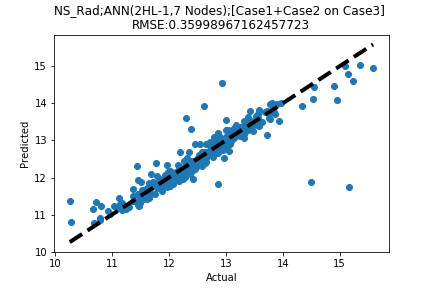 NS_Rad;ANN(2HL-1,7 Nodes);[Case1+Case2 on Case3]
RMSE:0.35998967162457723
15
14
13
12
11
10
Predicted
10 11 12 13 14 15
Actual